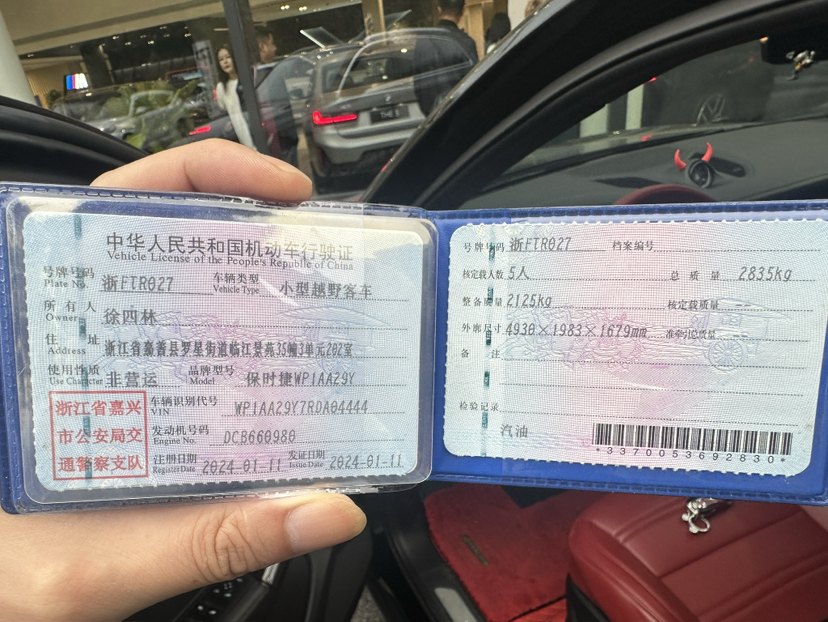 中华人民共和国机动车行驶证
Vehicle License of the People's Republic of China
号牌号码 浙FTR027 车辆类型 小型越野客车
Plate No. Vehicle Type
所有人 徐四林
Owner
住址 浙江省嘉善县罗星街道临江景苑35幢3单元202室
Address
使用性质 非营运 品牌型号 保时捷WP1AA29Y
Use Character Model
浙江省嘉兴
市公安局交
通警察支队
车辆识别代号 WP1AA29Y7RDA04444
VIN
发动机号码 DCB660980
Engine No.
注册日期 2024-01-11 发证日期 2024-01-11
Register Date Issue Date
号牌号码 浙FTR027 档案编号
核定载人数 5人 总质量 2835kg
整备质量 2125kg 核定载质量
外廓尺寸 4930×1983×1679mm 准牵引总质量
备注
检验记录
汽油
*3370053692830*